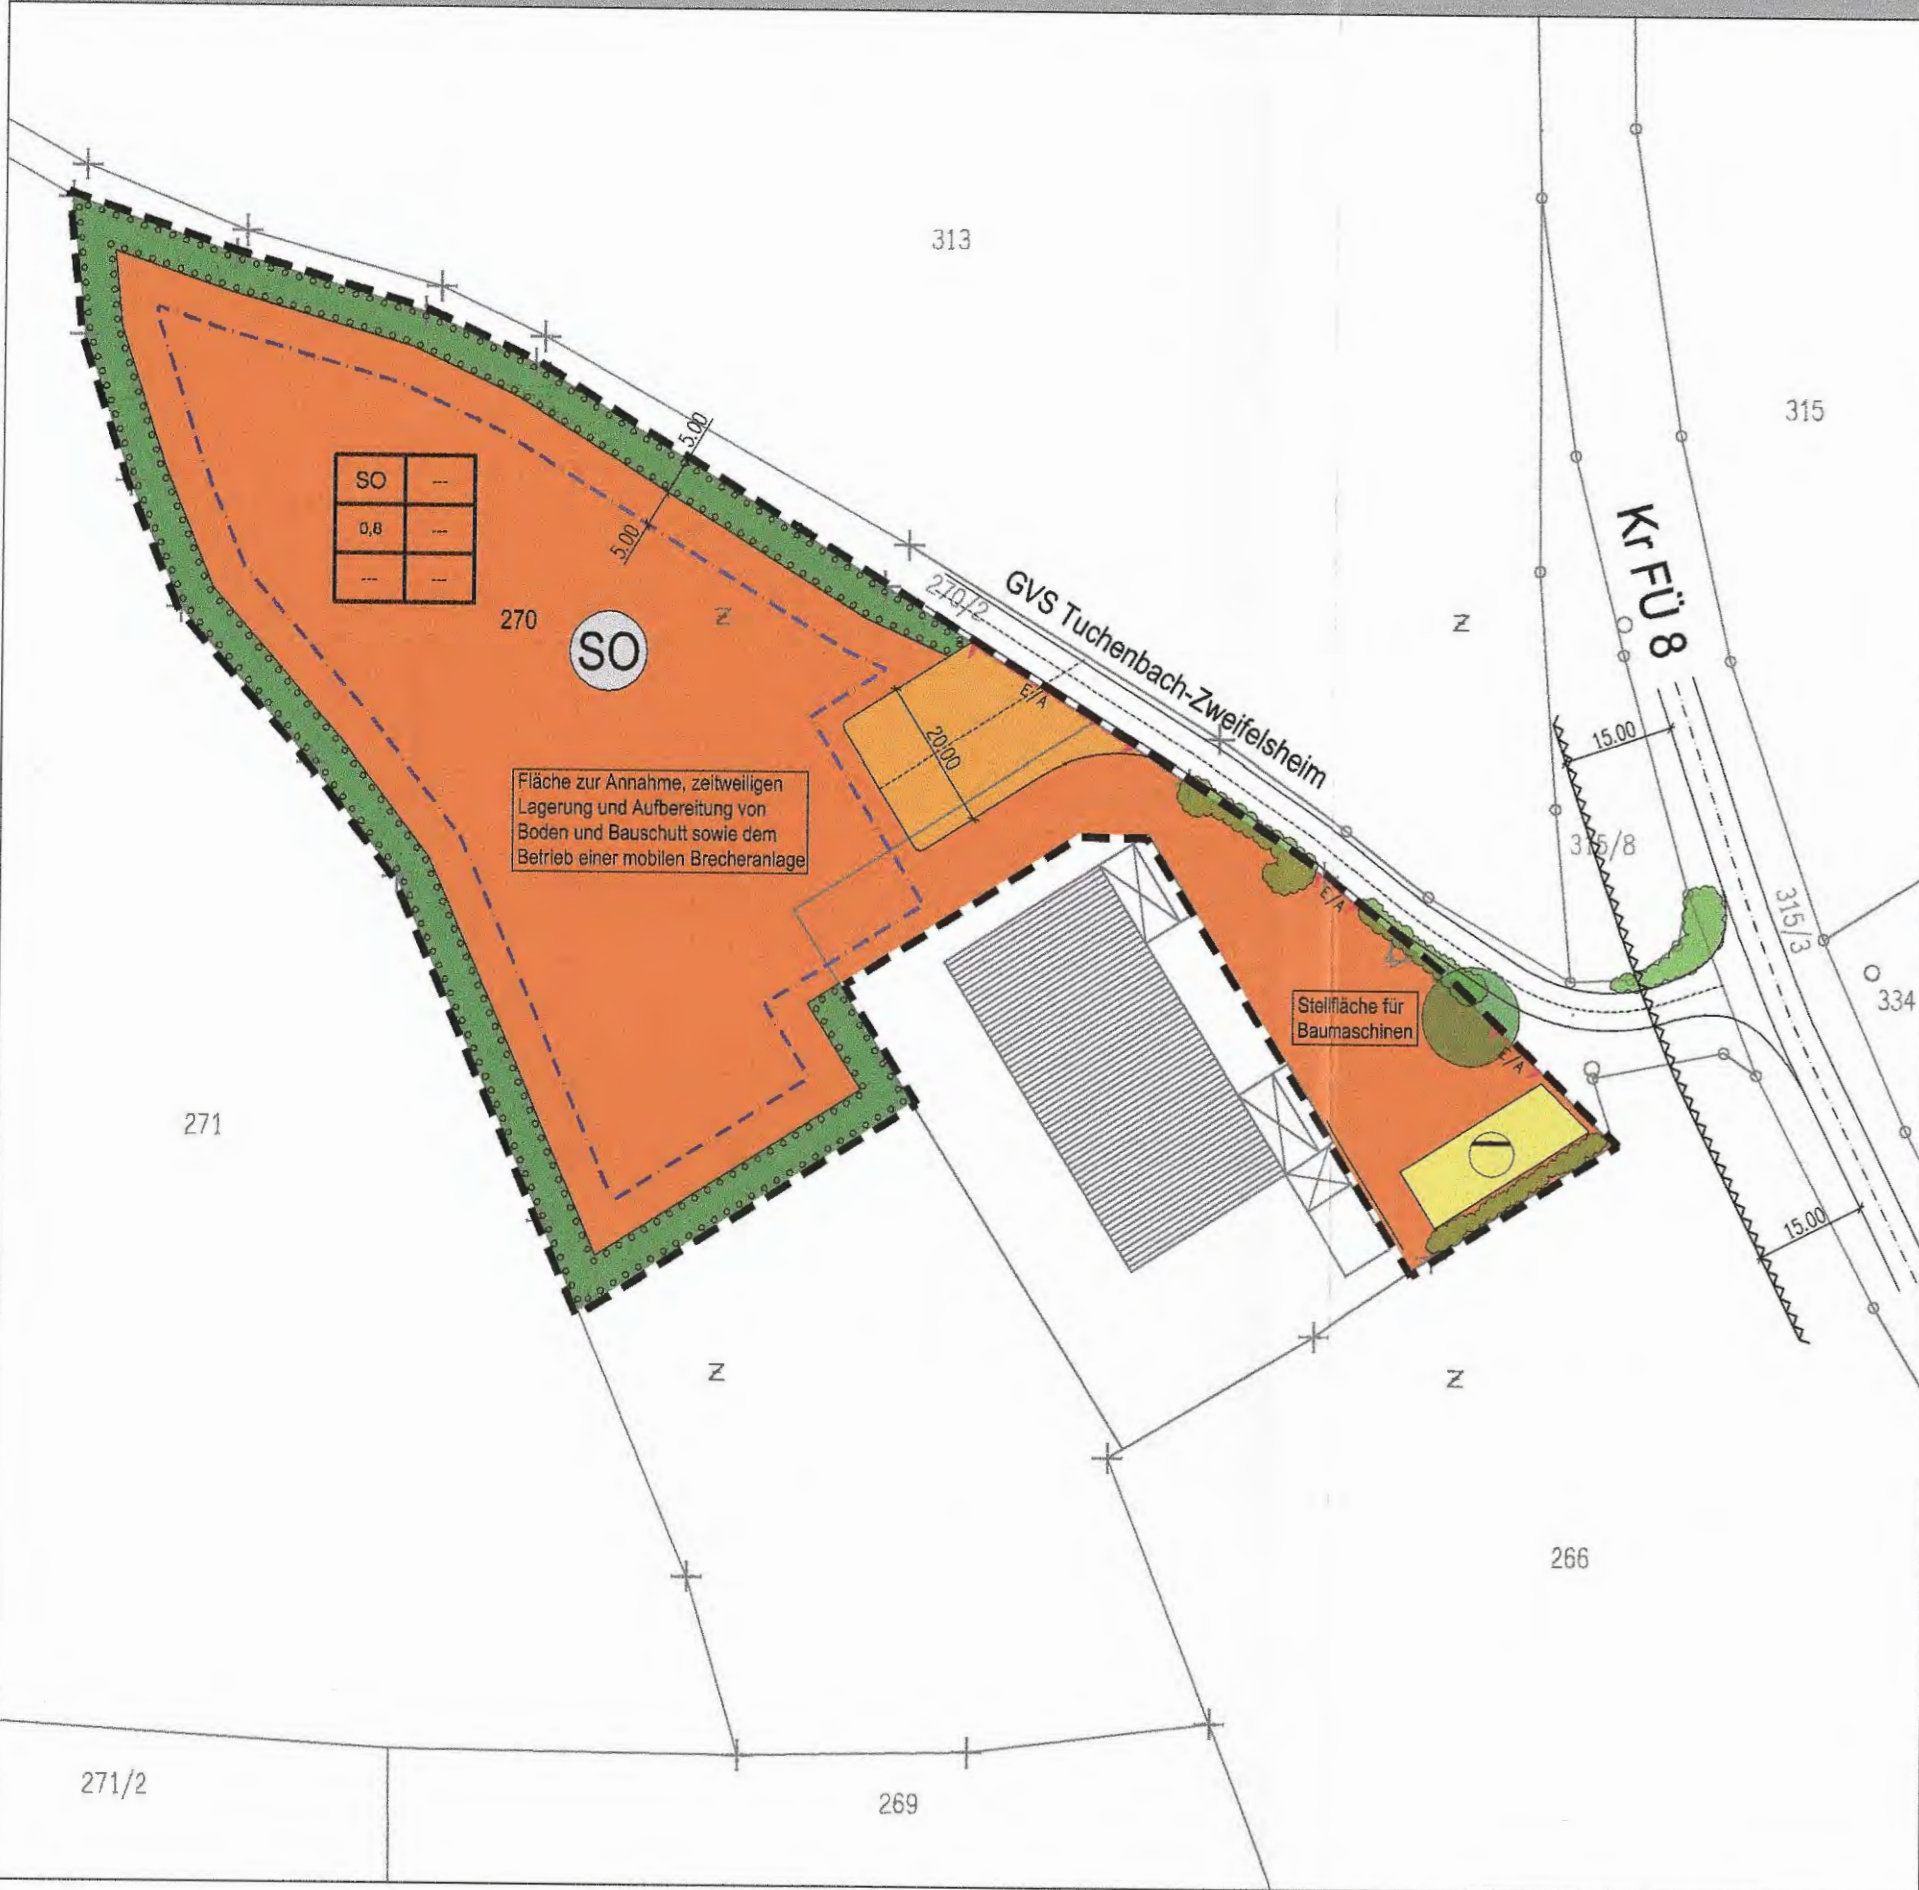 313
315
5.00
5.00
SO ---
0,8 ---
--- ---
270
SO
Z
270/2
GVS Tuchenbach-Zweifelsheim
Z
Kr FÜ 8
E/A
20.00
15.00
Fläche zur Annahme, zeitweiligen
Lagerung und Aufbereitung von
Boden und Bauschutt sowie dem
Betrieb einer mobilen Brecheranlage
315/8
E/A
315/3
334
Stellfläche für
Baumaschinen
E/A
271
15.00
Z
Z
266
271/2
269